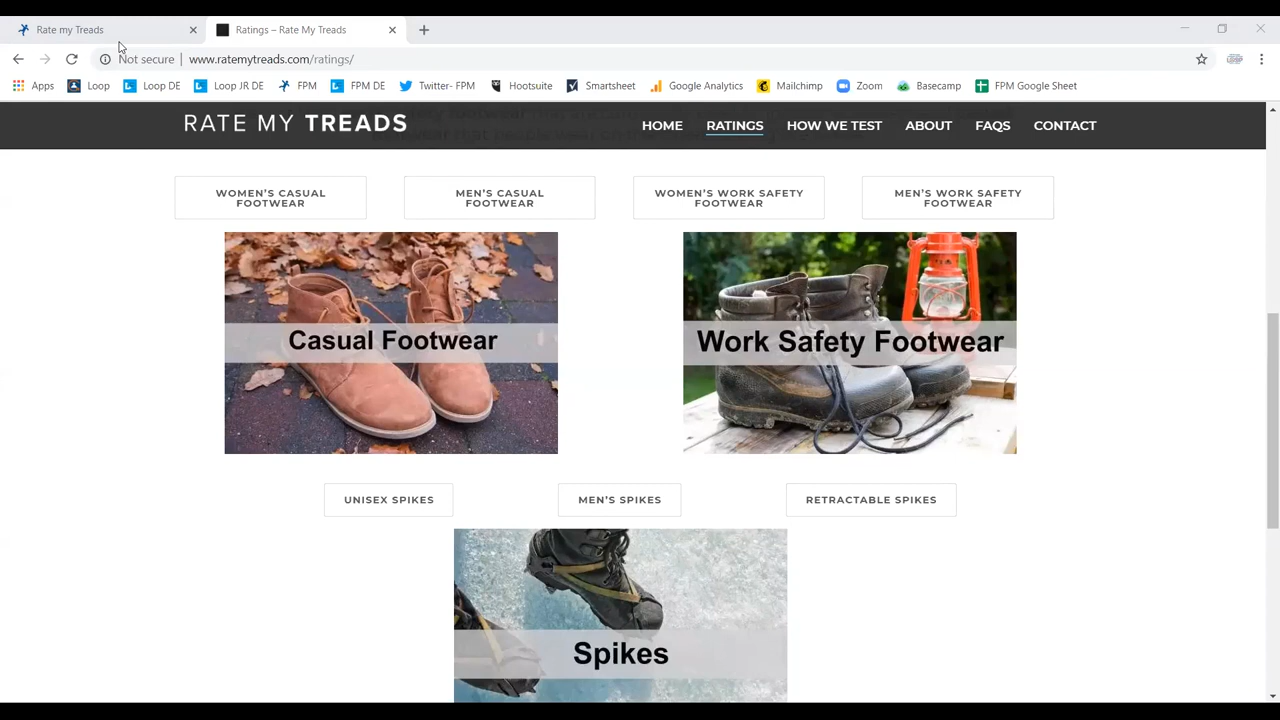 Rate my Treads
Ratings – Rate My Treads
Not secure | www.ratemytreads.com/ratings/
Apps Loop Loop DE Loop JR DE FPM FPM DE Twitter- FPM Hootsuite Smartsheet Google Analytics Mailchimp Zoom Basecamp FPM Google Sheet
RATE MY TREADS
HOME RATINGS HOW WE TEST ABOUT FAQS CONTACT
WOMEN'S CASUAL
FOOTWEAR
MEN'S CASUAL
FOOTWEAR
WOMEN'S WORK SAFETY
FOOTWEAR
MEN'S WORK SAFETY
FOOTWEAR
Casual Footwear
Work Safety Footwear
UNISEX SPIKES
MEN'S SPIKES
RETRACTABLE SPIKES
Spikes